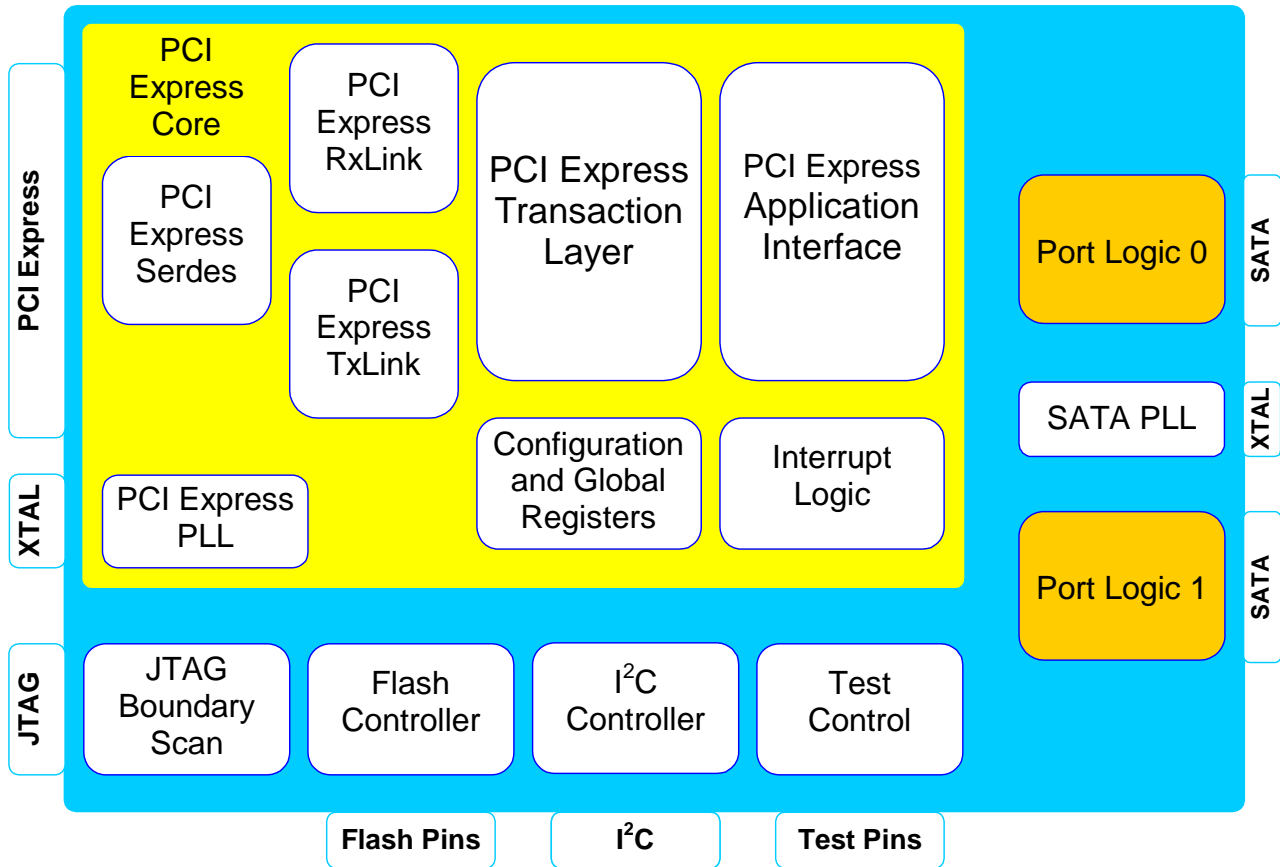 PCI
Express
Core
PCI
Express
RxLink
PCI
Express
Serdes
PCI
Express
TxLink
PCI Express
Transaction
Layer
PCI Express
Application
Interface
PCI Express
PLL
Configuration
and Global
Registers
Interrupt
Logic
Port Logic 0
SATA PLL
Port Logic 1
JTAG
Boundary
Scan
Flash
Controller
I²C
Controller
Test
Control
PCI Express
XTAL
JTAG
SATA
XTAL
SATA
Flash Pins
I²C
Test Pins